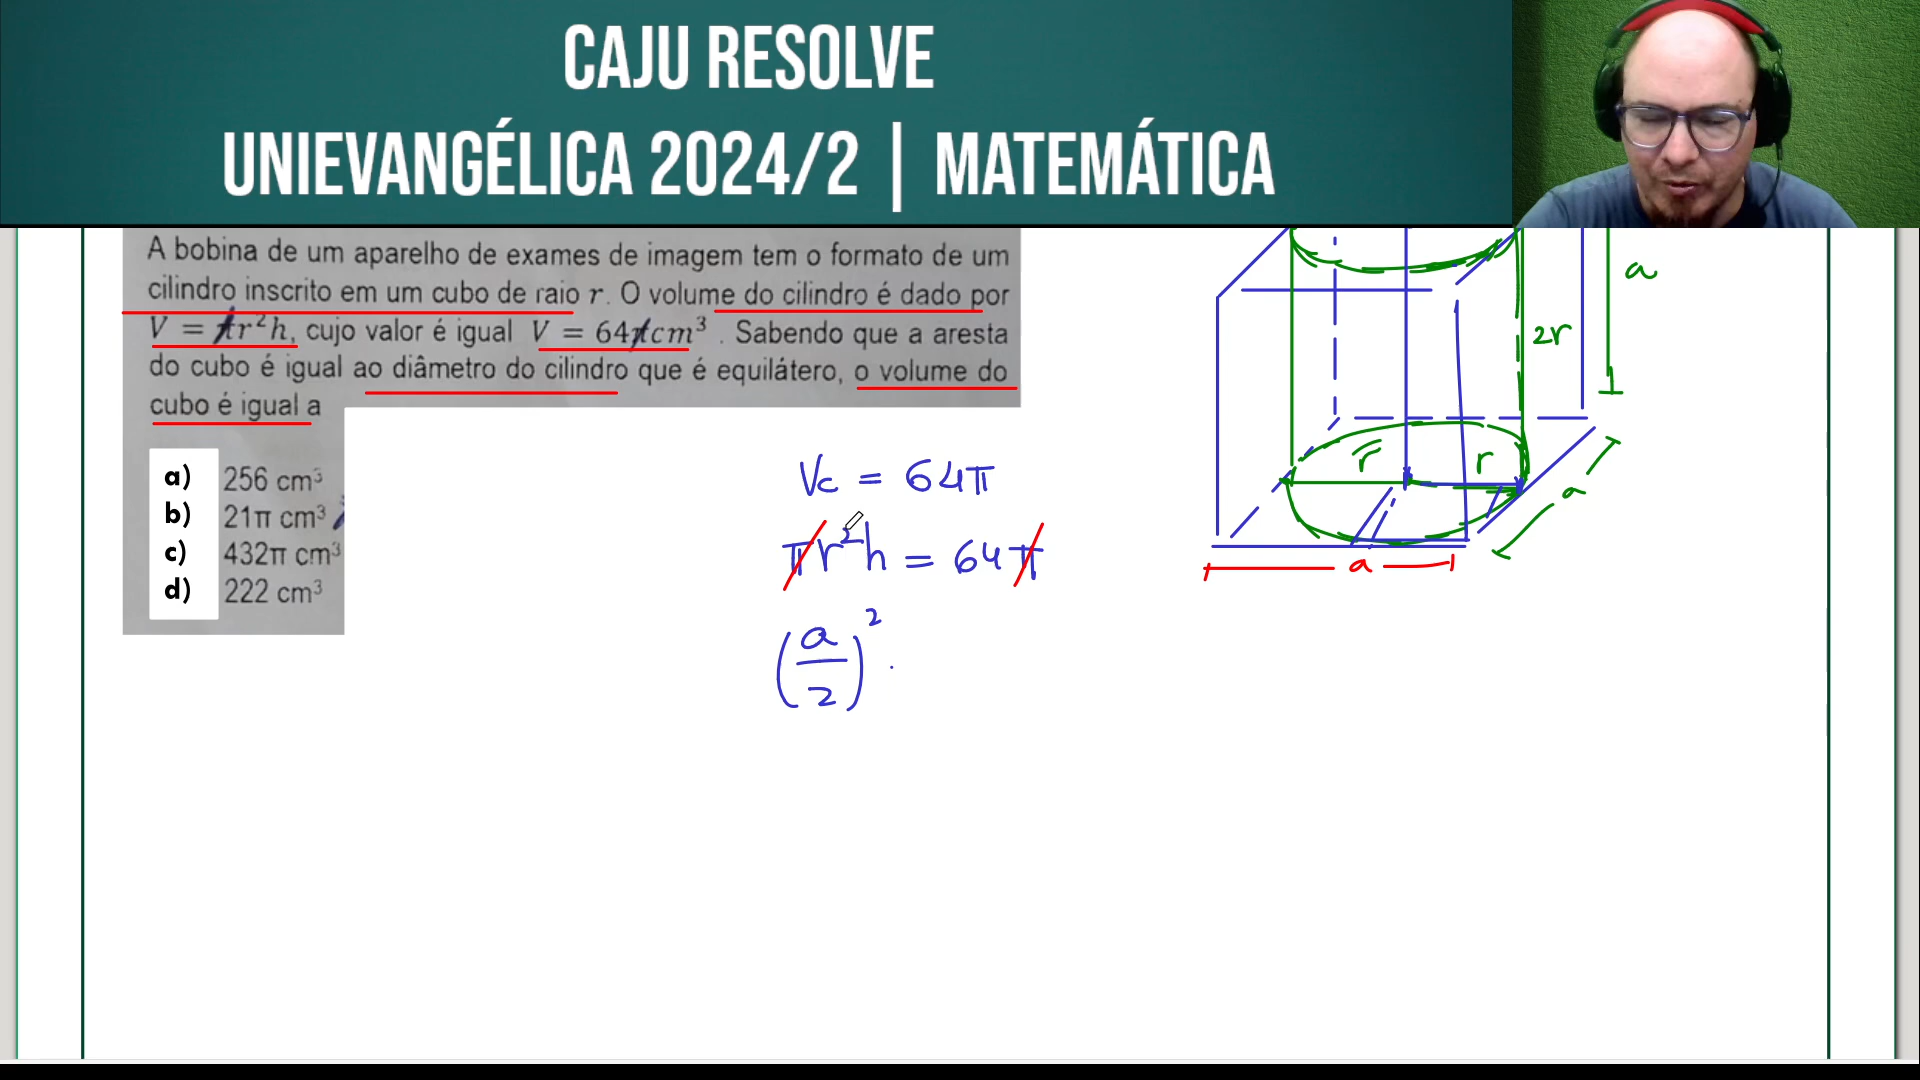 CAJU RESOLVE
UNIEVANGÉLICA 2024/2 | MATEMÁTICA
A bobina de um aparelho de exames de imagem tem o formato de um
cilindro inscrito em um cubo de raio r. O volume do cilindro é dado por
V = πr²h, cujo valor é igual V = 64πcm³ . Sabendo que a aresta
do cubo é igual ao diâmetro do cilindro que é equilátero, o volume do
cubo é igual a
a) 256 cm³
b) 21π cm³
c) 432π cm³
d) 222 cm³
Vc = 64π
πr²h = 64π
(a/2)² .
a
2r
r r
a
a